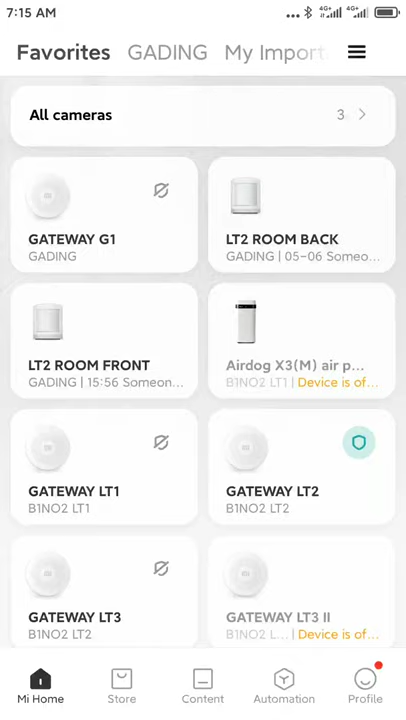 7:15 AM
4G+ 4G+
Favorites GADING My Import
All cameras 3
GATEWAY G1
GADING
LT2 ROOM BACK
GADING | 05-06 Someo...
LT2 ROOM FRONT
GADING | 15:56 Someon...
Airdog X3(M) air p...
B1NO2 LT1 | Device is of...
GATEWAY LT1
B1NO2 LT1
GATEWAY LT2
B1NO2 LT2
GATEWAY LT3
B1NO2 LT2
GATEWAY LT3 II
B1NO2 L... | Device is of...
Mi Home Store Content Automation Profile